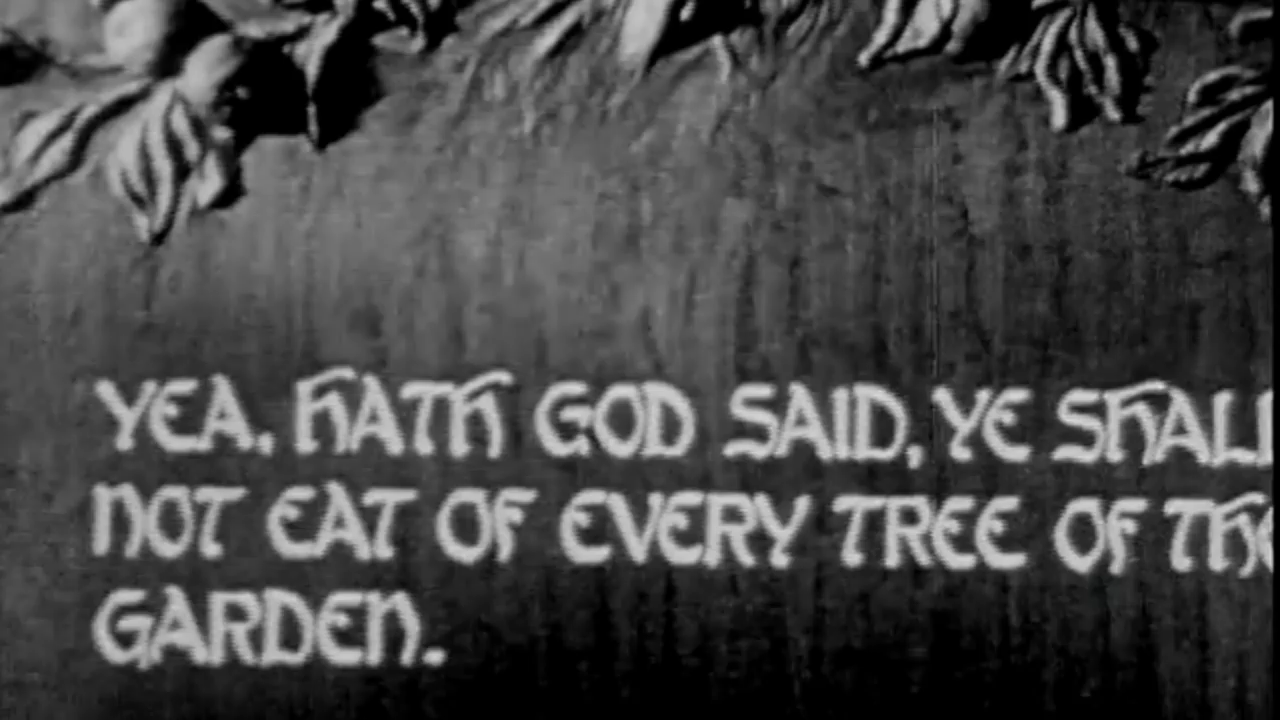 YEA, HATH GOD SAID, YE SHALL
NOT EAT OF EVERY TREE OF THE
GARDEN.